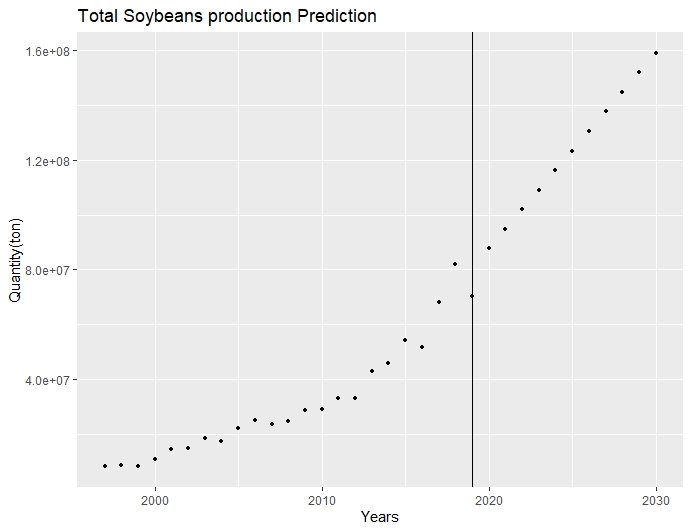 Total Soybeans production Prediction
1.6e+08
1.2e+08
8.0e+07
4.0e+07
Quantity(ton)
2000 2010 2020 2030
Years